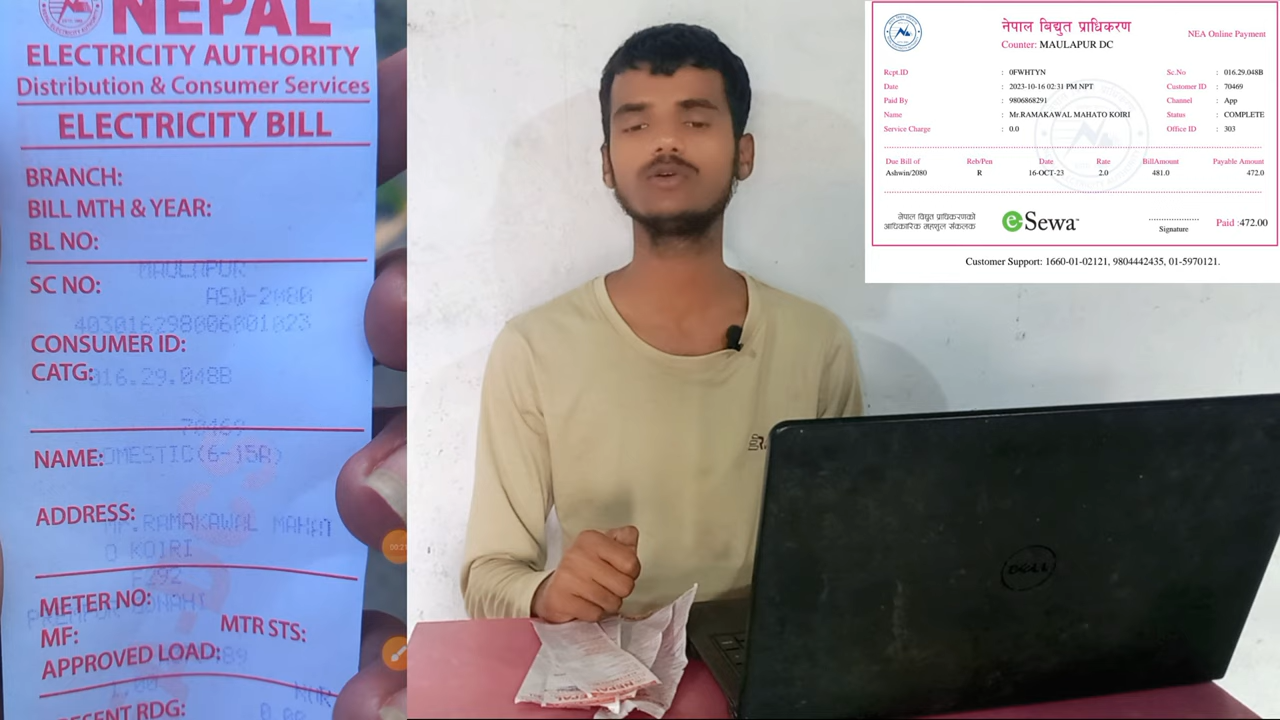 NEPAL
ELECTRICITY AUTHORITY
Distribution & Consumer Services
ELECTRICITY BILL
BRANCH:
BILL MTH & YEAR:
BL NO:
MAULAPUR
SC NO:
ASW-2080
CONSUMER ID:
CATG:
016.29.048B
70469
NAME:
DOMESTIC(6-15A)
ADDRESS:
MR.RAMAKAWAL MAHAT
O KOIRI
METER NO:
MF:
MTR STS:
APPROVED LOAD:
PRESENT RDG:
नेपाल विद्युत प्राधिकरण
Counter: MAULAPUR DC
NEA Online Payment
Rcpt.ID : 0FWHTYN Sc.No : 016.29.048B
Date : 2023-10-16 02:31 PM NPT Customer ID : 70469
Paid By : 9806868291 Channel : App
Name : Mr.RAMAKAWAL MAHATO KOIRI Status : COMPLETE
Service Charge : 0.0 Office ID : 303
Due Bill of Reb/Pen Date Rate BillAmount Payable Amount
Ashwin/2080 R 16-OCT-23 2.0 481.0 472.0
नेपाल विद्युत प्राधिकरणको
आधिकारिक महशुल संकलक
eSewa
Signature
Paid :472.00
Customer Support: 1660-01-02121, 9804442435, 01-5970121.
DELL